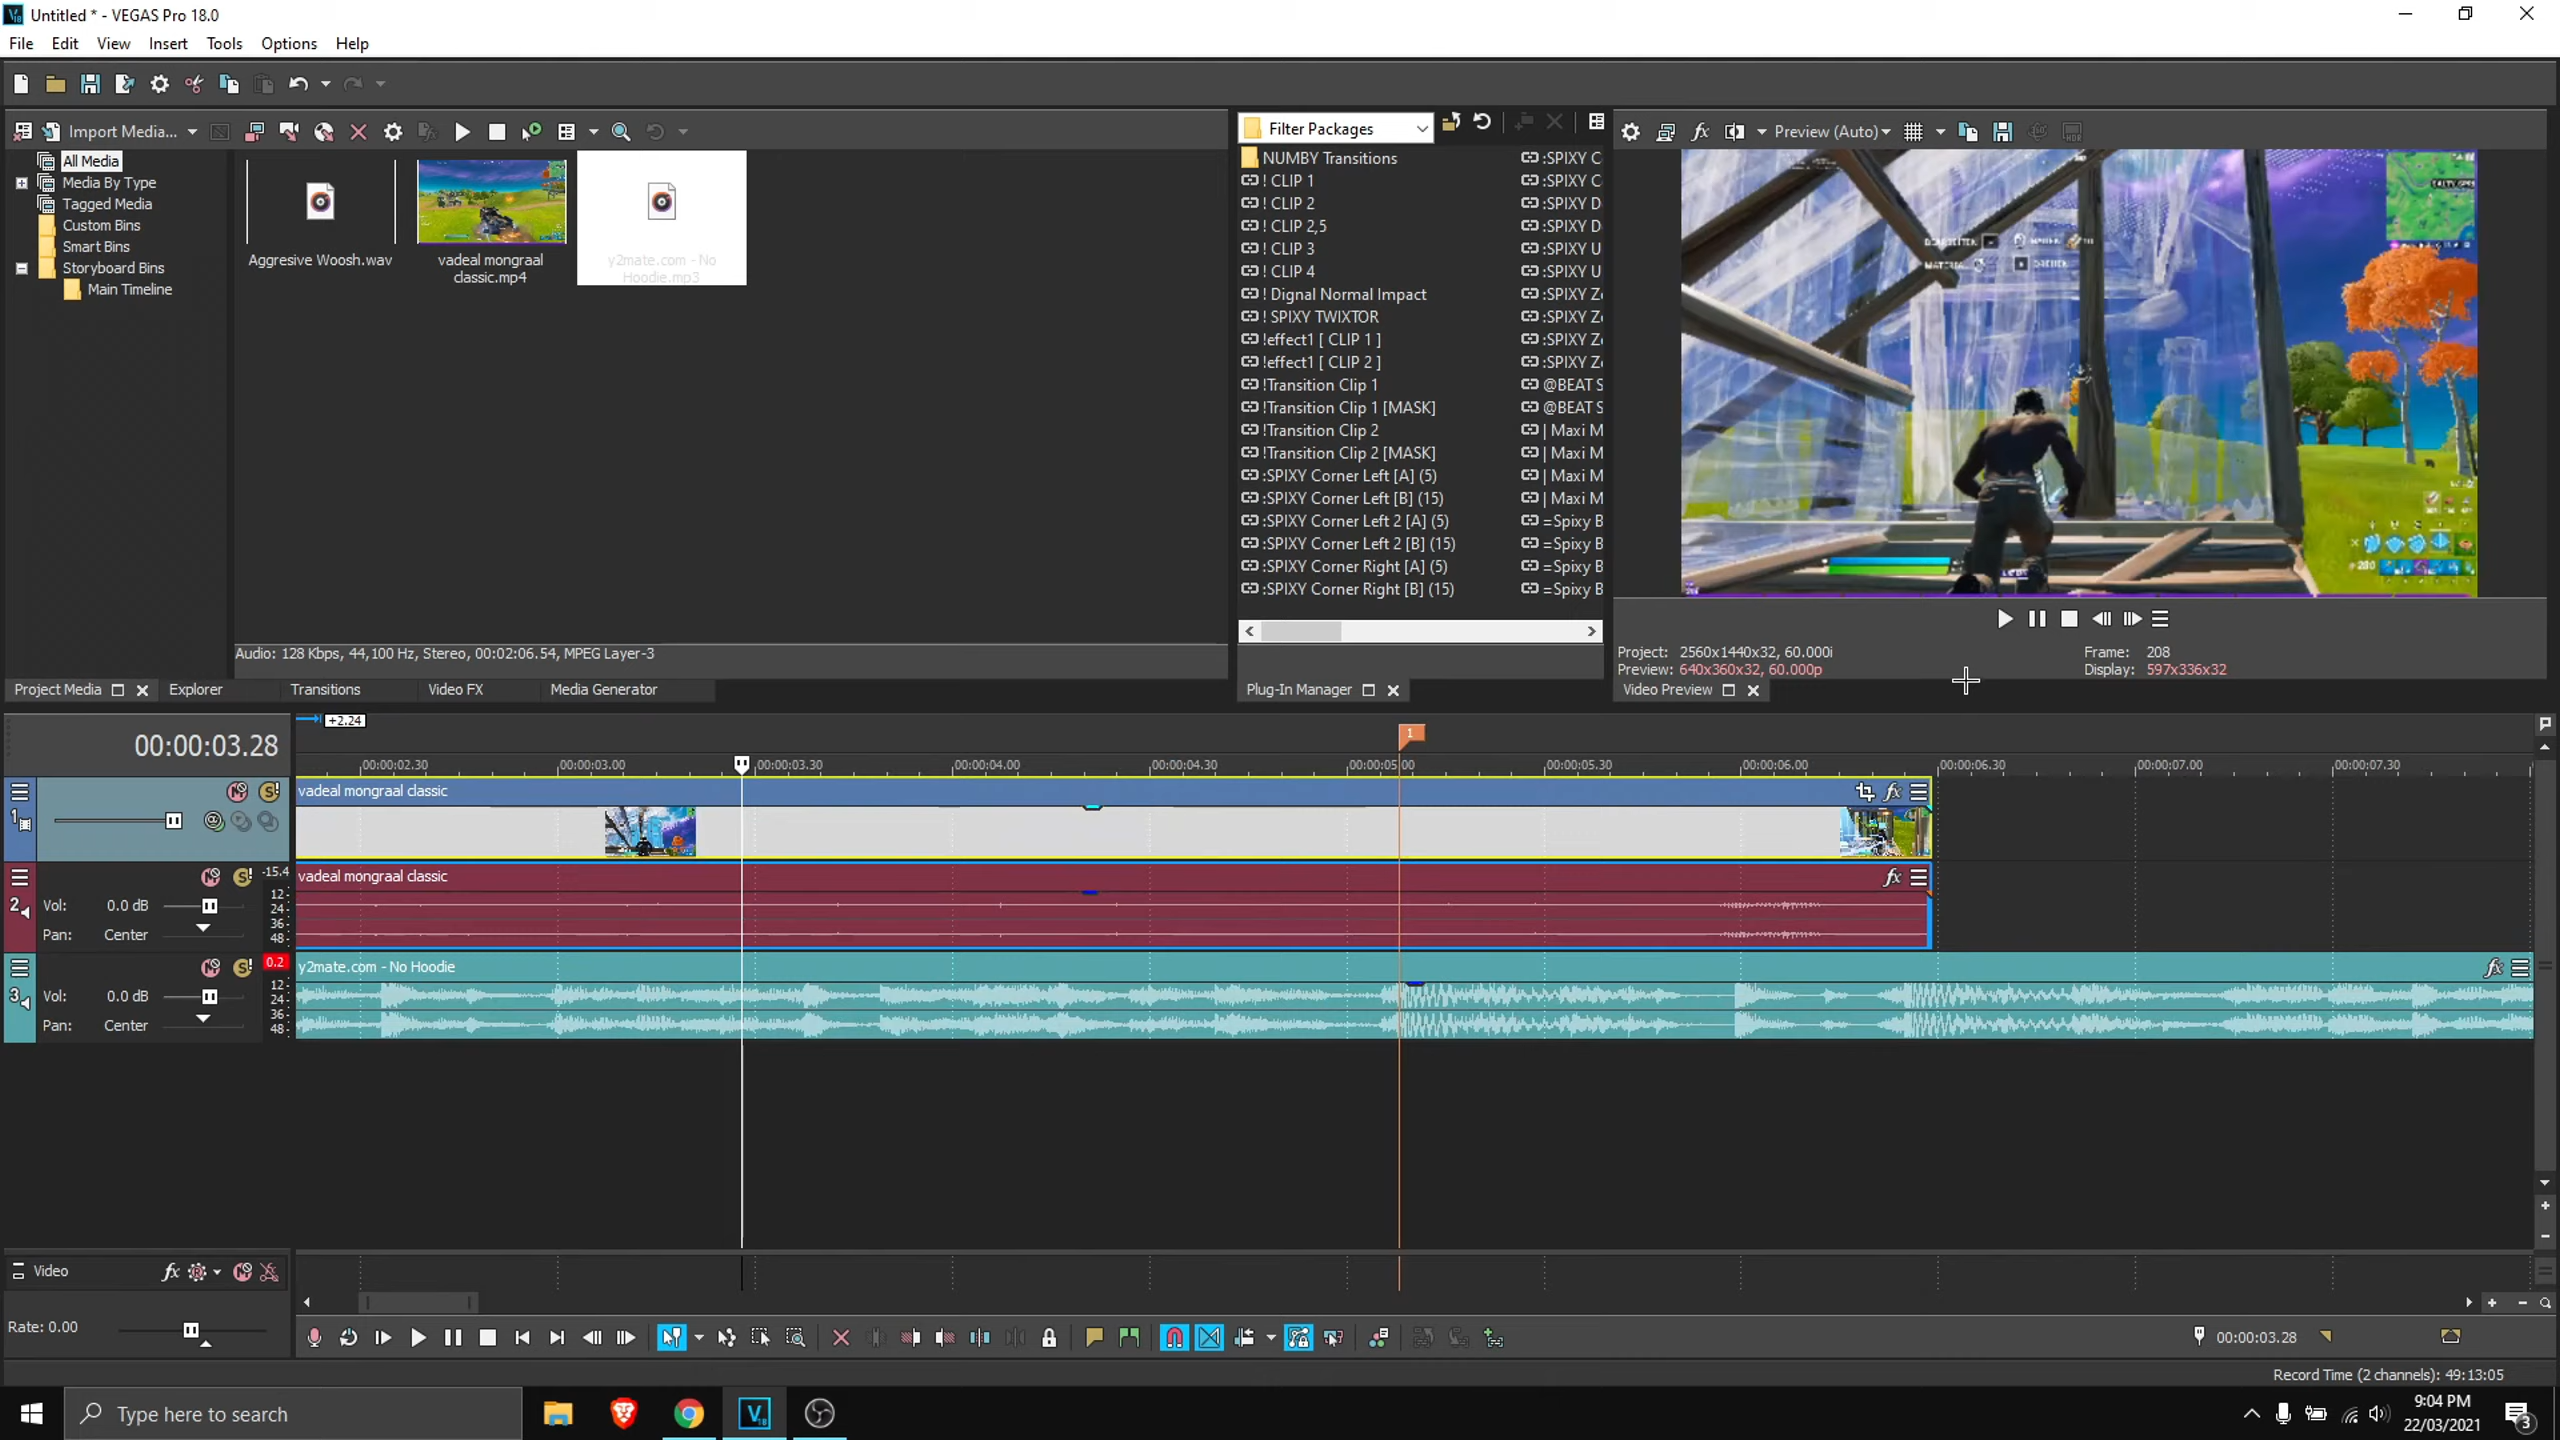 Untitled * - VEGAS Pro 18.0
File Edit View Insert Tools Options Help
Import Media...
All Media
Media By Type
Tagged Media
Custom Bins
Smart Bins
Storyboard Bins
Main Timeline
Aggresive Woosh.wav
vadeal mongraal classic.mp4
y2mate.com - No Hoodie.mp3
Audio: 128 Kbps, 44,100 Hz, Stereo, 00:02:06.54, MPEG Layer-3
Project Media Explorer Transitions Video FX Media Generator
Filter Packages
NUMBY Transitions
! CLIP 1
! CLIP 2
! CLIP 2,5
! CLIP 3
! CLIP 4
! Dignal Normal Impact
! SPIXY TWIXTOR
!effect1 [ CLIP 1 ]
!effect1 [ CLIP 2 ]
!Transition Clip 1
!Transition Clip 1 [MASK]
!Transition Clip 2
!Transition Clip 2 [MASK]
:SPIXY Corner Left [A] (5)
:SPIXY Corner Left [B] (15)
:SPIXY Corner Left 2 [A] (5)
:SPIXY Corner Left 2 [B] (15)
:SPIXY Corner Right [A] (5)
:SPIXY Corner Right [B] (15)
:SPIXY C
:SPIXY C
:SPIXY D
:SPIXY D
:SPIXY U
:SPIXY U
:SPIXY Z
:SPIXY Z
:SPIXY Z
:SPIXY Z
@BEAT S
@BEAT S
| Maxi M
| Maxi M
| Maxi M
| Maxi M
=Spixy B
=Spixy B
=Spixy B
=Spixy B
Plug-In Manager
Preview (Auto)
Project: 2560x1440x32, 60.000i
Preview: 640x360x32, 60.000p
Frame: 208
Display: 597x336x32
Video Preview
+2.24
1
00:00:03.28
00:00:02.30 00:00:03.00 00:00:03.30 00:00:04.00 00:00:04.30 00:00:05.00 00:00:05.30 00:00:06.00 00:00:06.30 00:00:07.00 00:00:07.30
1
vadeal mongraal classic
2
Vol: 0.0 dB
Pan: Center
-15.4
12
24
36
48
vadeal mongraal classic
3
Vol: 0.0 dB
Pan: Center
0.2
12
24
36
48
y2mate.com - No Hoodie
Video
Rate: 0.00
00:00:03.28
Record Time (2 channels): 49:13:05
Type here to search
9:04 PM
22/03/2021
3